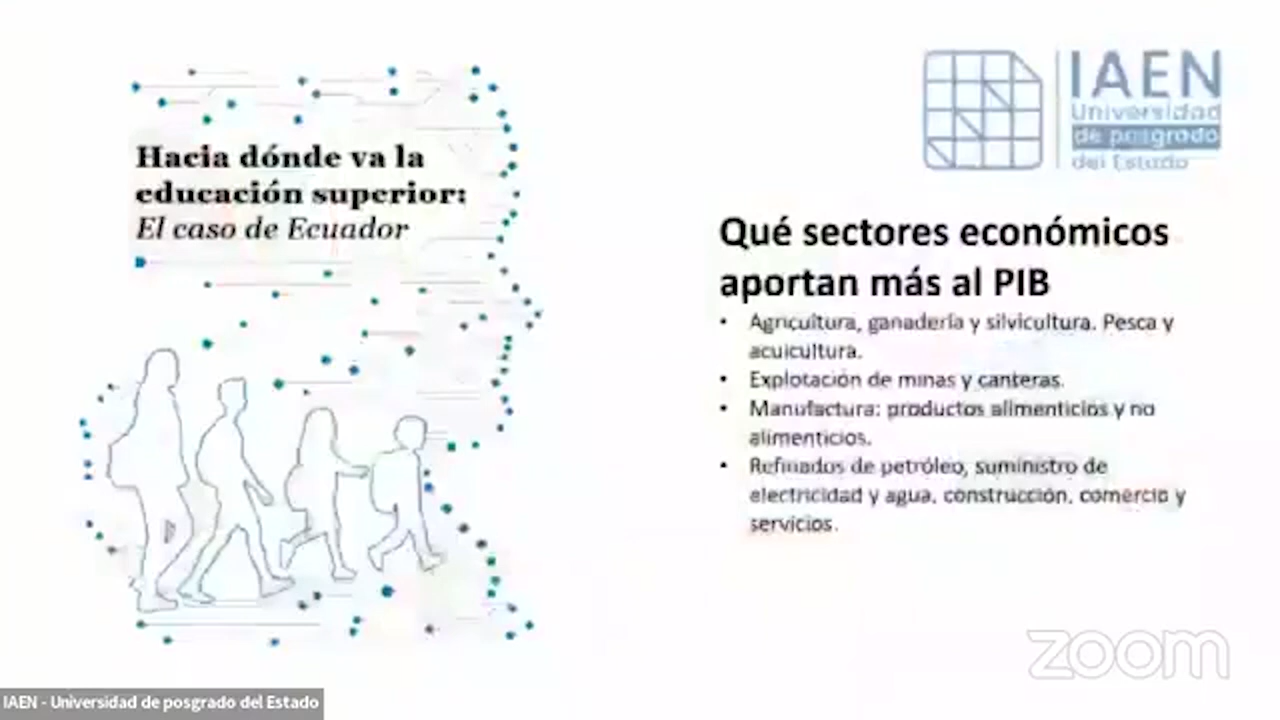 Hacia dónde va la
educación superior:
El caso de Ecuador
IAEN
Universidad
de posgrado
del Estado
Qué sectores económicos
aportan más al PIB
• Agricultura, ganadería y silvicultura. Pesca y
acuicultura.
• Explotación de minas y canteras.
• Manufactura: productos alimenticios y no
alimenticios.
• Refinados de petróleo, suministro de
electricidad y agua, construcción, comercio y
servicios.
zoom
IAEN - Universidad de posgrado del Estado